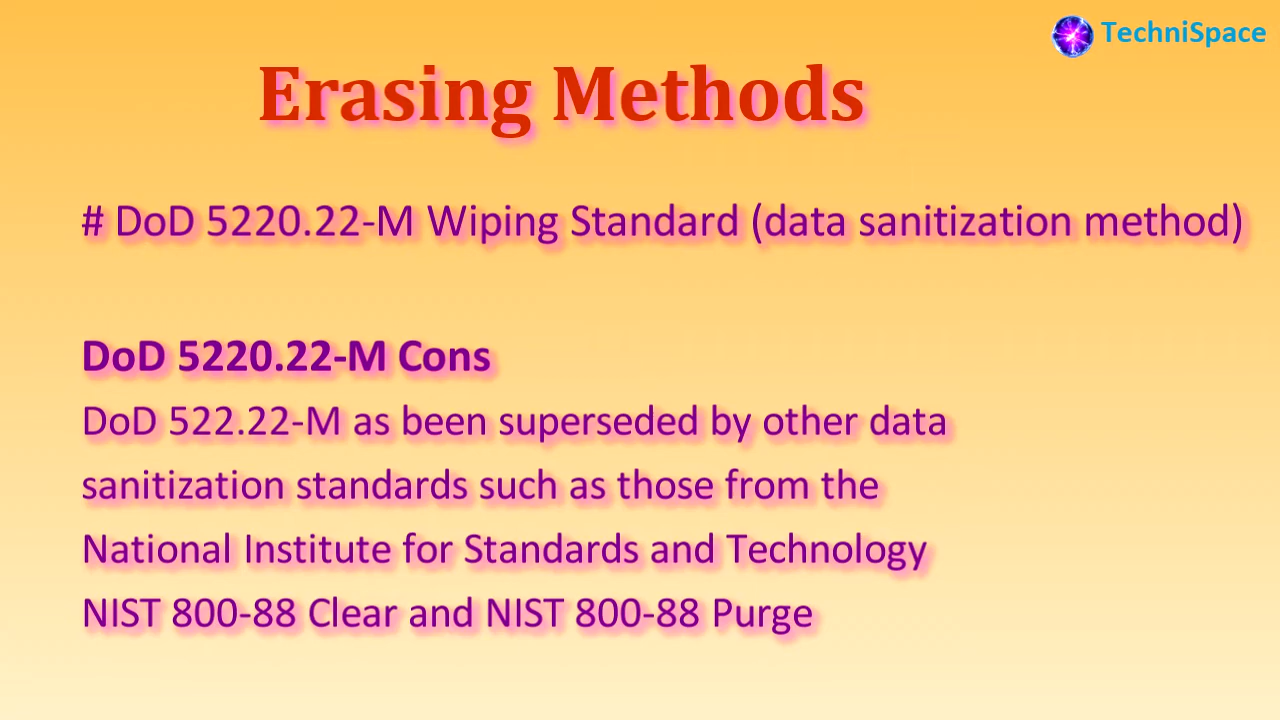 TechniSpace
Erasing Methods
# DoD 5220.22-M Wiping Standard (data sanitization method)
DoD 5220.22-M Cons
DoD 522.22-M as been superseded by other data
sanitization standards such as those from the
National Institute for Standards and Technology
NIST 800-88 Clear and NIST 800-88 Purge